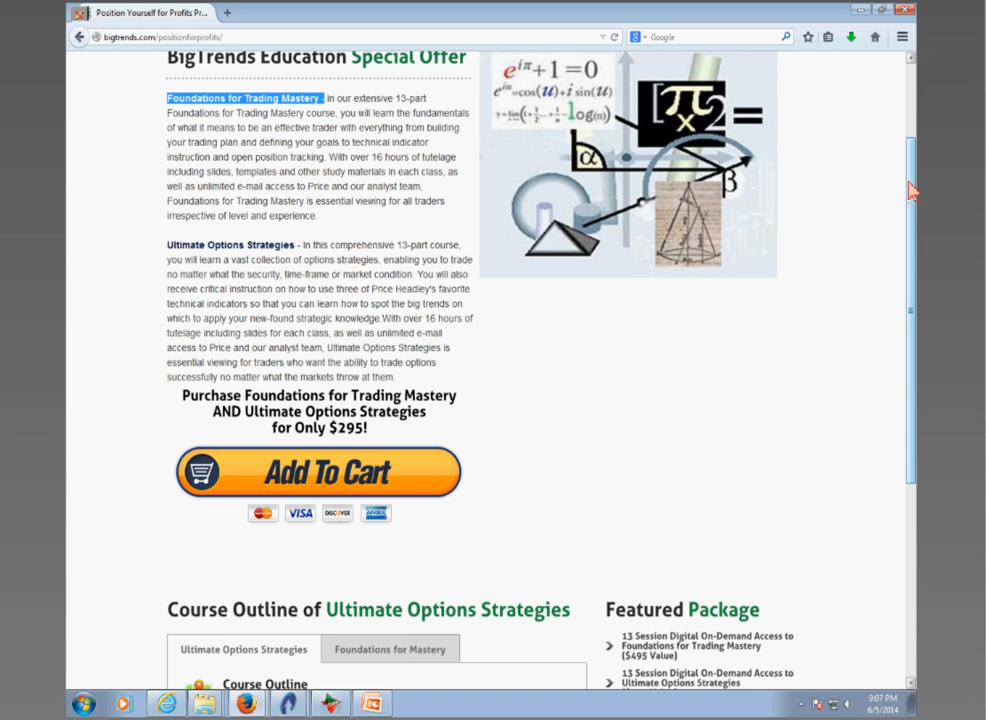 Position Yourself for Profits Pr...
bigtrends.com/positionforprofits/
Google
BigTrends Education Special Offer
Foundations for Trading Mastery - In our extensive 13-part
Foundations for Trading Mastery course, you will learn the fundamentals
of what it means to be an effective trader with everything from building
your trading plan and defining your goals to technical indicator
instruction and open position tracking. With over 16 hours of tutelage
including slides, templates and other study materials in each class, as
well as unlimited e-mail access to Price and our analyst team,
Foundations for Trading Mastery is essential viewing for all traders
irrespective of level and experience.
Ultimate Options Strategies - In this comprehensive 13-part course,
you will learn a vast collection of options strategies, enabling you to trade
no matter what the security, time-frame or market condition. You will also
receive critical instruction on how to use three of Price Headley's favorite
technical indicators so that you can learn how to spot the big trends on
which to apply your new-found strategic knowledge.With over 16 hours of
tutelage including slides for each class, as well as unlimited e-mail
access to Price and our analyst team, Ultimate Options Strategies is
essential viewing for traders who want the ability to trade options
successfully no matter what the markets throw at them.
e^iπ+1=0
e^iu=cos(u)+i sin(u)
[π x 2 =
α
β
Purchase Foundations for Trading Mastery
AND Ultimate Options Strategies
for Only $295!
Add To Cart
VISA DISCOVER AMEX
Course Outline of Ultimate Options Strategies
Ultimate Options Strategies Foundations for Mastery
Course Outline
Featured Package
13 Session Digital On-Demand Access to
Foundations for Trading Mastery
($495 Value)
13 Session Digital On-Demand Access to
Ultimate Options Strategies
9:07 PM
6/5/2014